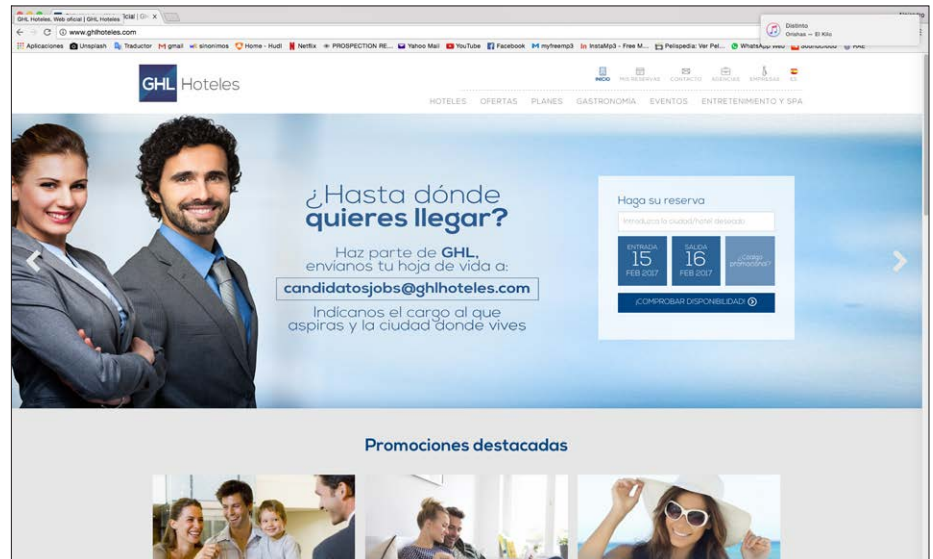 GHL Hoteles. Web oficial | GHL Hoteles
www.ghlhoteles.com
Distinto
Orishas — El Kilo
Aplicaciones Unsplash Traductor M gmail sinonimos Home - Hudl Netflix PROSPECTION RE... Yahoo Mail YouTube Facebook myfreemp3 InstaMp3 - Free M... Pelispedia: Ver Pel... WhatsApp Web
GHL Hoteles
INICIO MIS RESERVAS CONTACTO AGENCIAS EMPRESAS ES
HOTELES OFERTAS PLANES GASTRONOMIA EVENTOS ENTRETENIMIENTO Y SPA
¿Hasta dónde
quieres llegar?
Haz parte de GHL,
envianos tu hoja de vida a:
candidatosjobs@ghlhoteles.com
Indícanos el cargo al que
aspiras y la ciudad donde vives
Haga su reserva
Introduzca la ciudad/hotel deseado
ENTRADA
15
FEB 2017
SALIDA
16
FEB 2017
¿Código
promocional?
¡COMPROBAR DISPONIBILIDAD!
Promociones destacadas